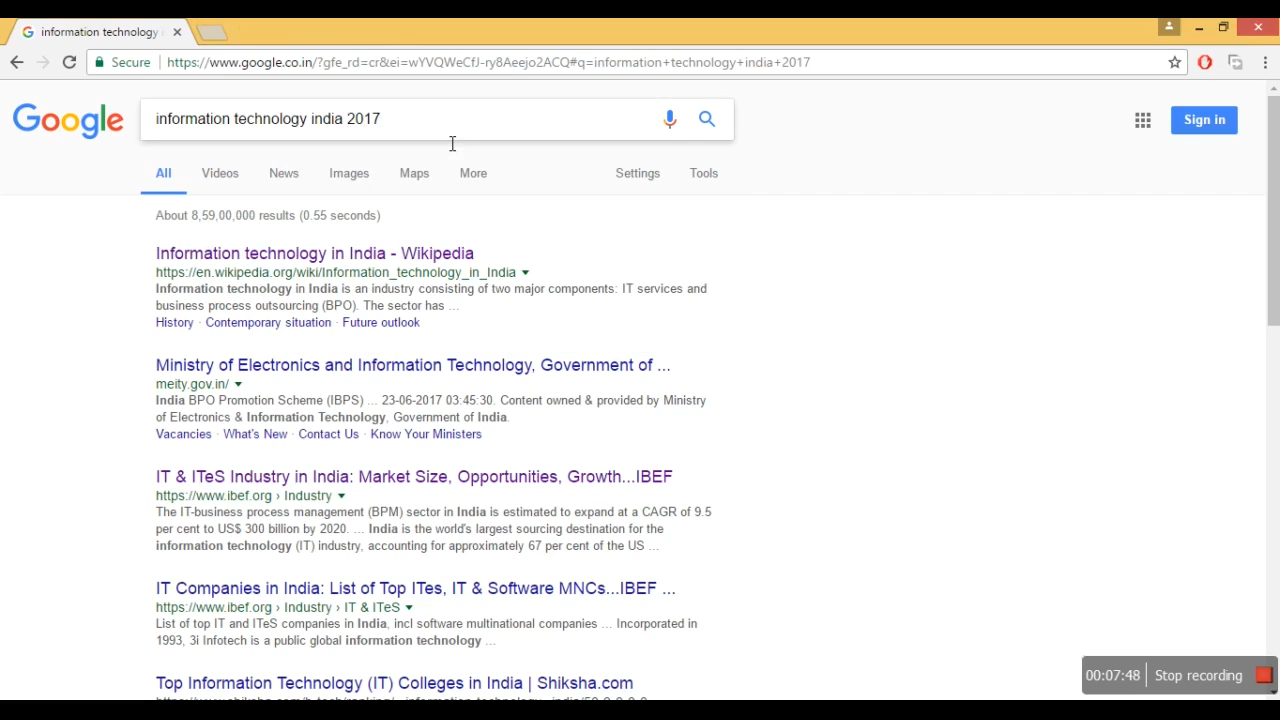 information technology
Secure https://www.google.co.in/?gfe_rd=cr&ei=wYVQWeCfJ-ry8Aeejo2ACQ#q=information+technology+india+2017
Google information technology india 2017 Sign in
All Videos News Images Maps More Settings Tools
About 8,59,00,000 results (0.55 seconds)
Information technology in India - Wikipedia
https://en.wikipedia.org/wiki/Information_technology_in_India
Information technology in India is an industry consisting of two major components: IT services and
business process outsourcing (BPO). The sector has ...
History · Contemporary situation · Future outlook
Ministry of Electronics and Information Technology, Government of ...
meity.gov.in/
India BPO Promotion Scheme (IBPS) ... 23-06-2017 03:45:30. Content owned & provided by Ministry
of Electronics & Information Technology, Government of India.
Vacancies · What's New · Contact Us · Know Your Ministers
IT & ITeS Industry in India: Market Size, Opportunities, Growth...IBEF
https://www.ibef.org › Industry
The IT-business process management (BPM) sector in India is estimated to expand at a CAGR of 9.5
per cent to US$ 300 billion by 2020. ... India is the world's largest sourcing destination for the
information technology (IT) industry, accounting for approximately 67 per cent of the US ...
IT Companies in India: List of Top ITes, IT & Software MNCs...IBEF ...
https://www.ibef.org › Industry › IT & ITeS
List of top IT and ITeS companies in India, incl software multinational companies ... Incorporated in
1993, 3i Infotech is a public global information technology ...
Top Information Technology (IT) Colleges in India | Shiksha.com
00:07:48 Stop recording